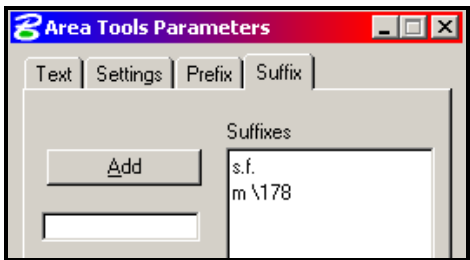 Area Tools Parameters
Text Settings Prefix Suffix
Suffixes
Add
s.f.
m \178